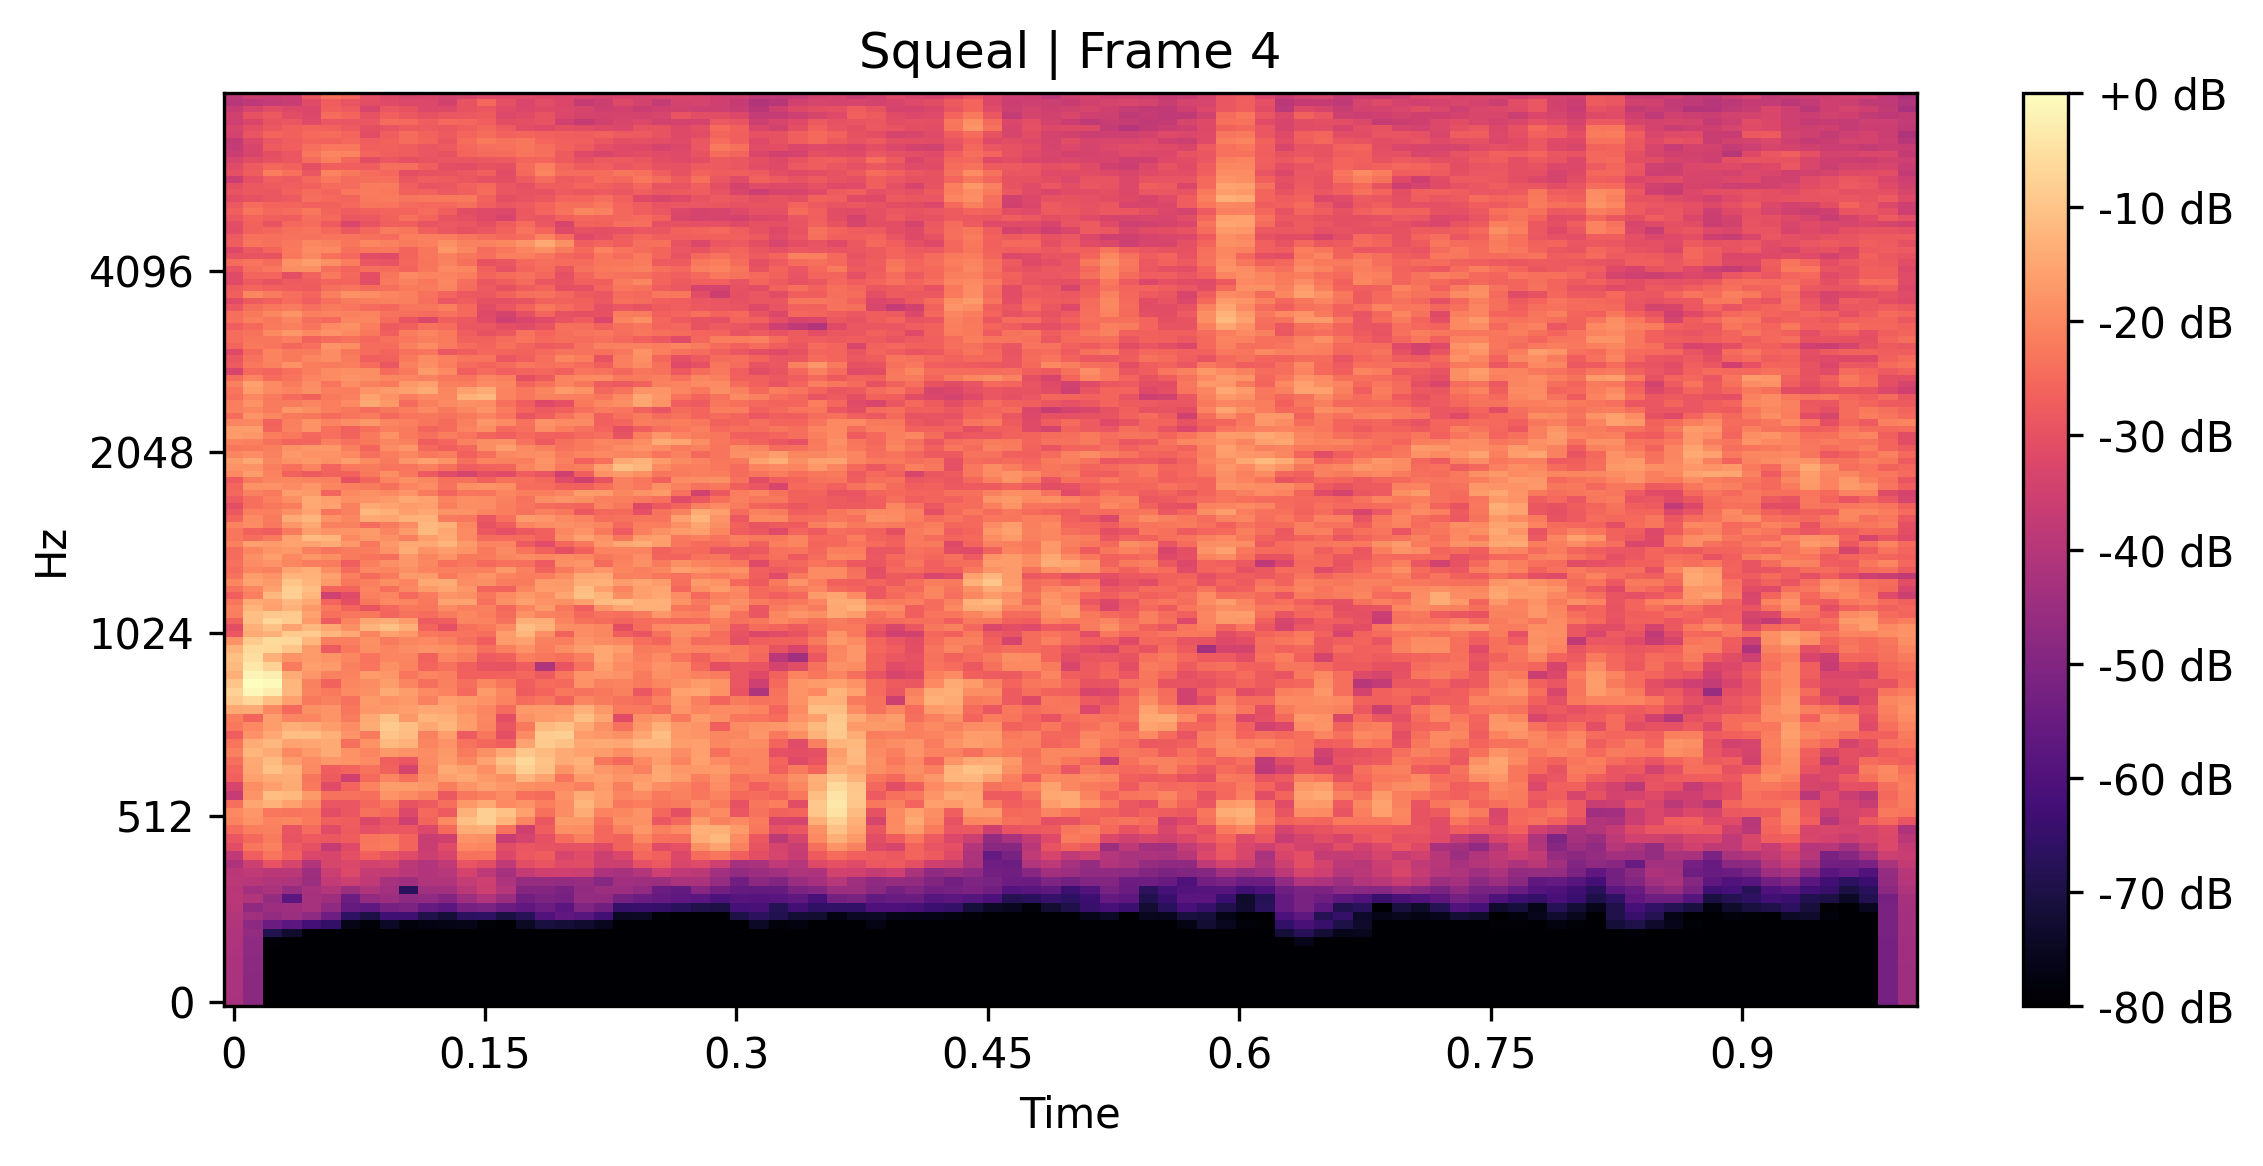 Squeal | Frame 4
Hz
4096
2048
1024
512
0
0 0.15 0.3 0.45 0.6 0.75 0.9
Time
+0 dB
-10 dB
-20 dB
-30 dB
-40 dB
-50 dB
-60 dB
-70 dB
-80 dB